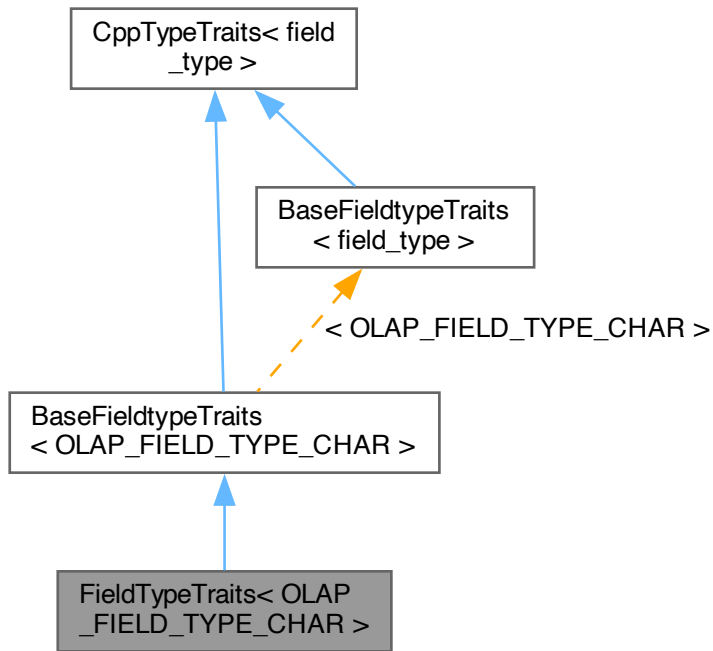 CppTypeTraits< field
_type >
BaseFieldtypeTraits
< field_type >
< OLAP_FIELD_TYPE_CHAR >
BaseFieldtypeTraits
< OLAP_FIELD_TYPE_CHAR >
FieldTypeTraits< OLAP
_FIELD_TYPE_CHAR >